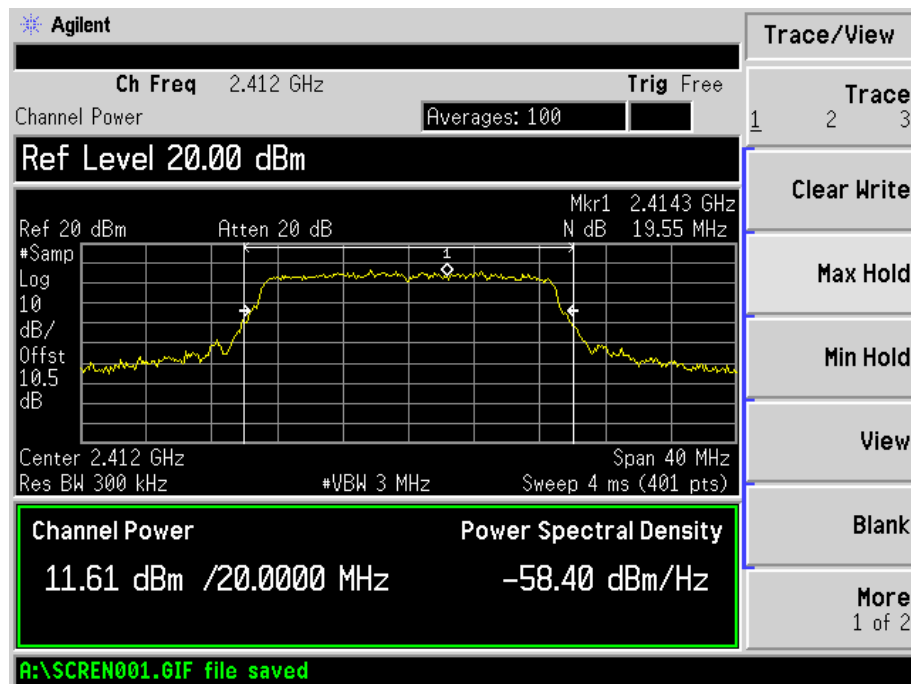 Agilent
Ch Freq 2.412 GHz Trig Free
Channel Power Averages: 100
Ref Level 20.00 dBm
Mkr1 2.4143 GHz
Ref 20 dBm Atten 20 dB N dB 19.55 MHz
#Samp
Log
10
dB/
Offst
10.5
dB
1
Center 2.412 GHz Span 40 MHz
Res BW 300 kHz #VBW 3 MHz Sweep 4 ms (401 pts)
Channel Power Power Spectral Density
11.61 dBm /20.0000 MHz -58.40 dBm/Hz
A:\SCREN001.GIF file saved
Trace/View
Trace
1 2 3
Clear Write
Max Hold
Min Hold
View
Blank
More
1 of 2